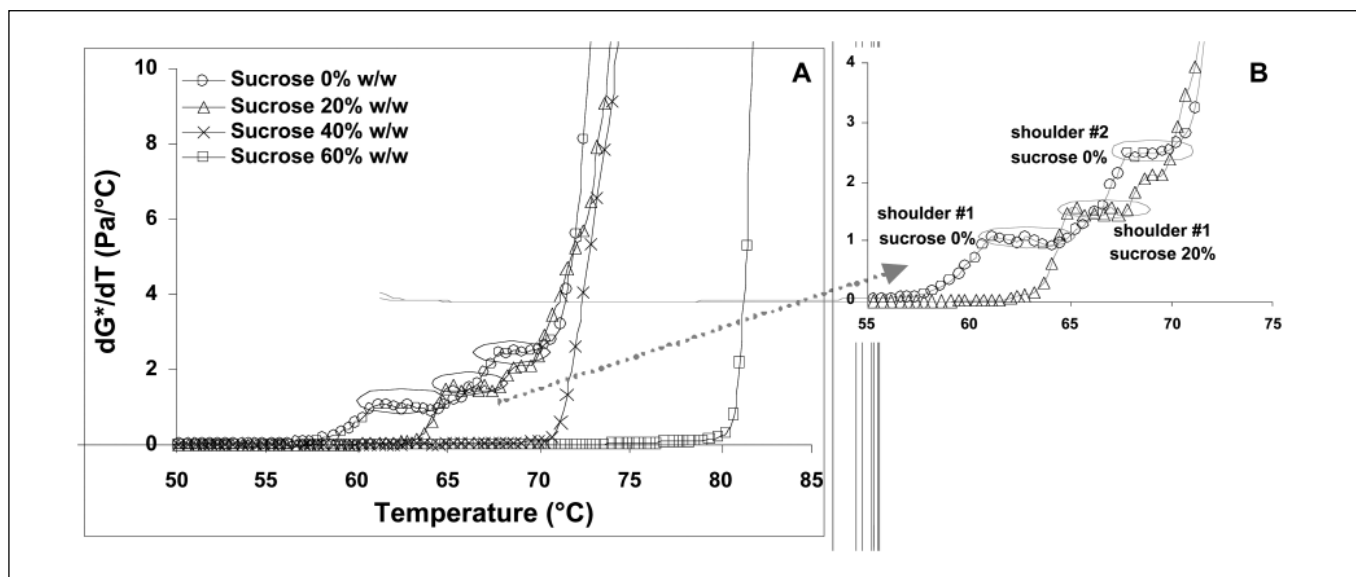 A
Sucrose 0% w/w
Sucrose 20% w/w
Sucrose 40% w/w
Sucrose 60% w/w
dG*/dT (Pa/°C)
10
8
6
4
2
0
50 55 60 65 70 75 80 85
Temperature (°C)
B
4
3
2
1
0
shoulder #2
sucrose 0%
shoulder #1
sucrose 0%
shoulder #1
sucrose 20%
55 60 65 70 75